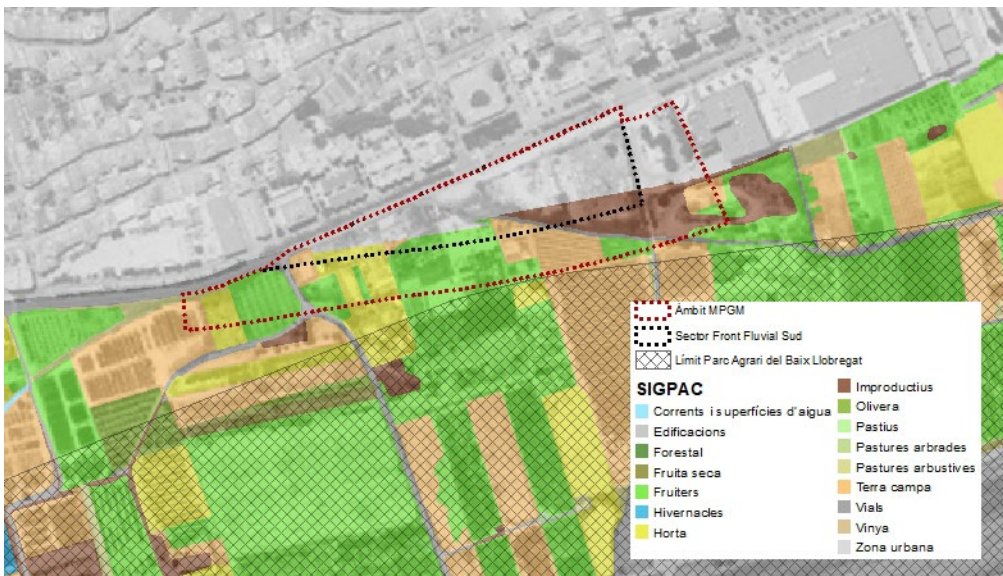 Àmbit MPGM
Sector Front Fluvial Sud
Límit Parc Agrari del Baix Llobregat
SIGPAC
Corrents i superfícies d'aigua
Edificacions
Forestal
Fruita seca
Fruiters
Hivernacles
Horta
Improductius
Olivera
Pastius
Pastures arbrades
Pastures arbustives
Terra campa
Vials
Vinya
Zona urbana